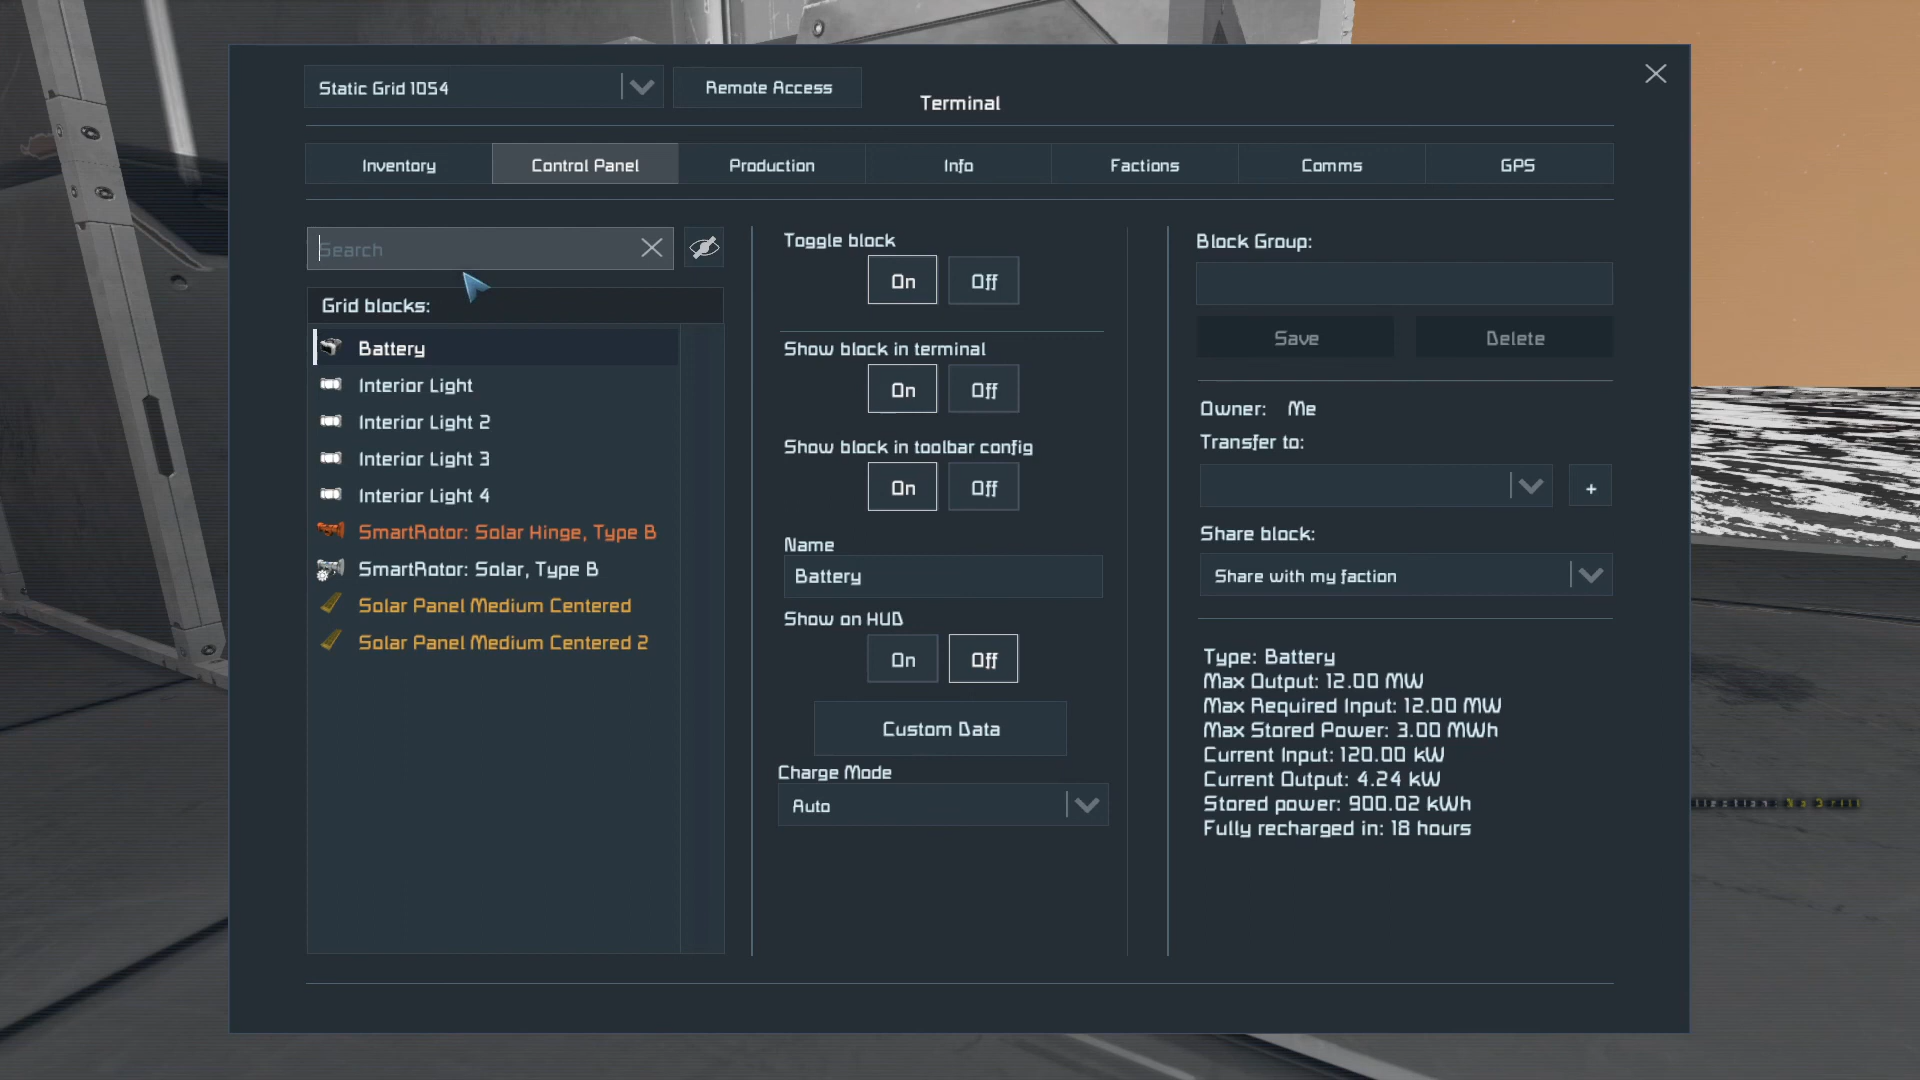 Static Grid 1054
Remote Access
Terminal
Inventory
Control Panel
Production
Info
Factions
Comms
GPS
Search
Grid blocks:
Battery
Interior Light
Interior Light 2
Interior Light 3
Interior Light 4
SmartRotor: Solar Hinge, Type B
SmartRotor: Solar, Type B
Solar Panel Medium Centered
Solar Panel Medium Centered 2
Toggle block
On
Off
Show block in terminal
On
Off
Show block in toolbar config
On
Off
Name
Battery
Show on HUD
On
Off
Custom Data
Charge Mode
Auto
Block Group:
Save
Delete
Owner: Me
Transfer to:
+
Share block:
Share with my faction
Type: Battery
Max Output: 12.00 MW
Max Required Input: 12.00 MW
Max Stored Power: 3.00 MWh
Current Input: 120.00 kW
Current Output: 4.24 kW
Stored power: 900.02 kWh
Fully recharged in: 18 hours